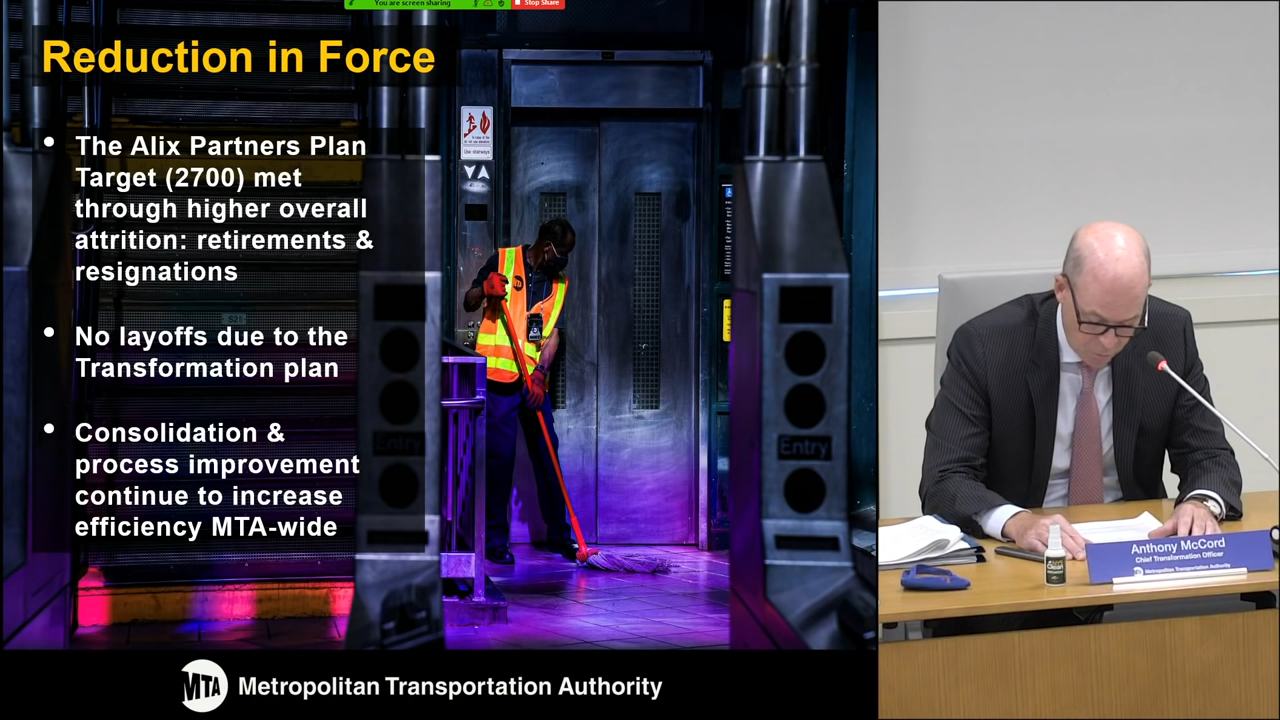 You are screen sharing
Stop Share
Reduction in Force
• The Alix Partners Plan
Target (2700) met
through higher overall
attrition: retirements &
resignations
• No layoffs due to the
Transformation plan
• Consolidation &
process improvement
continue to increase
efficiency MTA-wide
Use stairways
Entry
Entry
MTA
Metropolitan Transportation Authority
Anthony McCord
Chief Transformation Officer
Metropolitan Transportation Authority